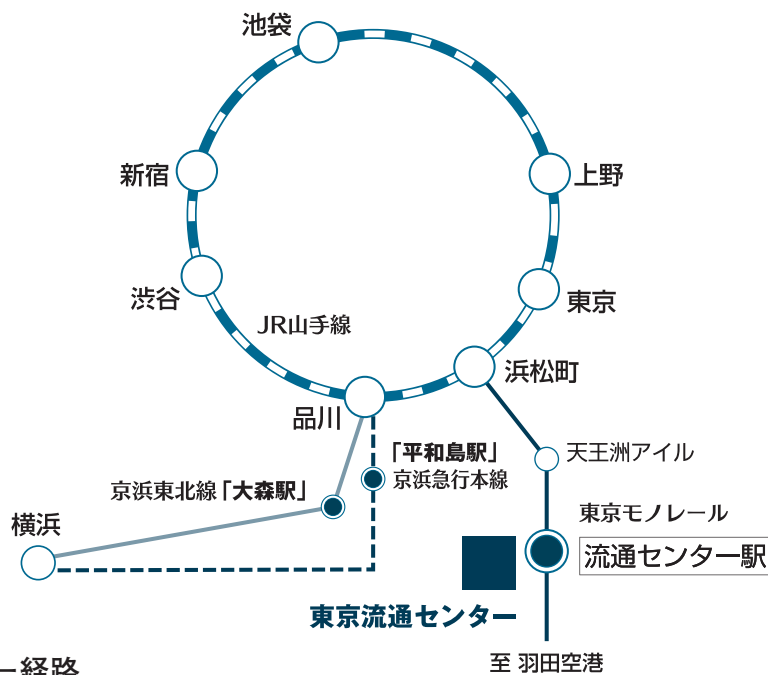 池袋
新宿
上野
渋谷
東京
JR山手線
浜松町
品川
「平和島駅」
京浜急行本線
天王洲アイル
京浜東北線「大森駅」
東京モノレール
横浜
流通センター駅
東京流通センター
至 羽田空港
ー経路